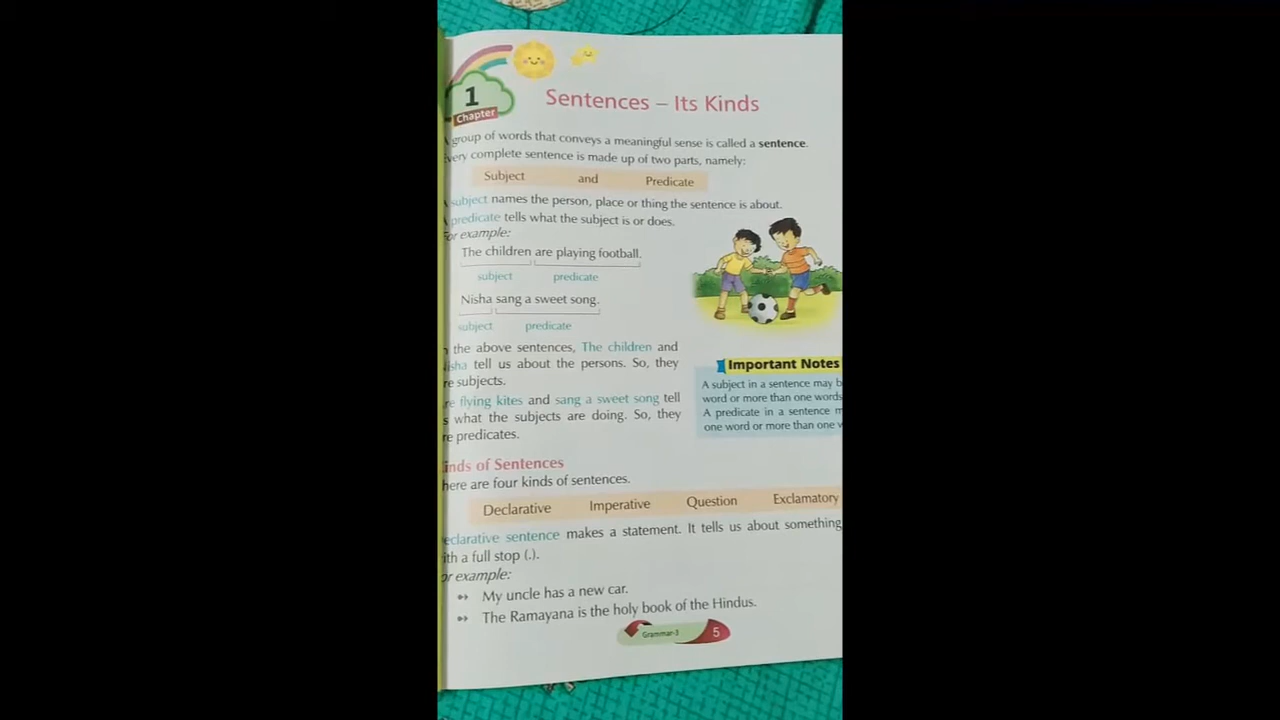 1
Chapter
Sentences – Its Kinds
group of words that conveys a meaningful sense is called a sentence.
very complete sentence is made up of two parts, namely:
Subject and Predicate
subject names the person, place or thing the sentence is about.
predicate tells what the subject is or does.
or example:
The children are playing football.
subject predicate
Nisha sang a sweet song.
subject predicate
the above sentences, The children and
isha tell us about the persons. So, they
re subjects.
re flying kites and sang a sweet song tell
s what the subjects are doing. So, they
re predicates.
Important Notes
A subject in a sentence may b
word or more than one words
A predicate in a sentence m
one word or more than one w
inds of Sentences
here are four kinds of sentences.
Declarative Imperative Question Exclamatory
eclarative sentence makes a statement. It tells us about something
ith a full stop (.).
or example:
My uncle has a new car.
The Ramayana is the holy book of the Hindus.
Grammar-3 5